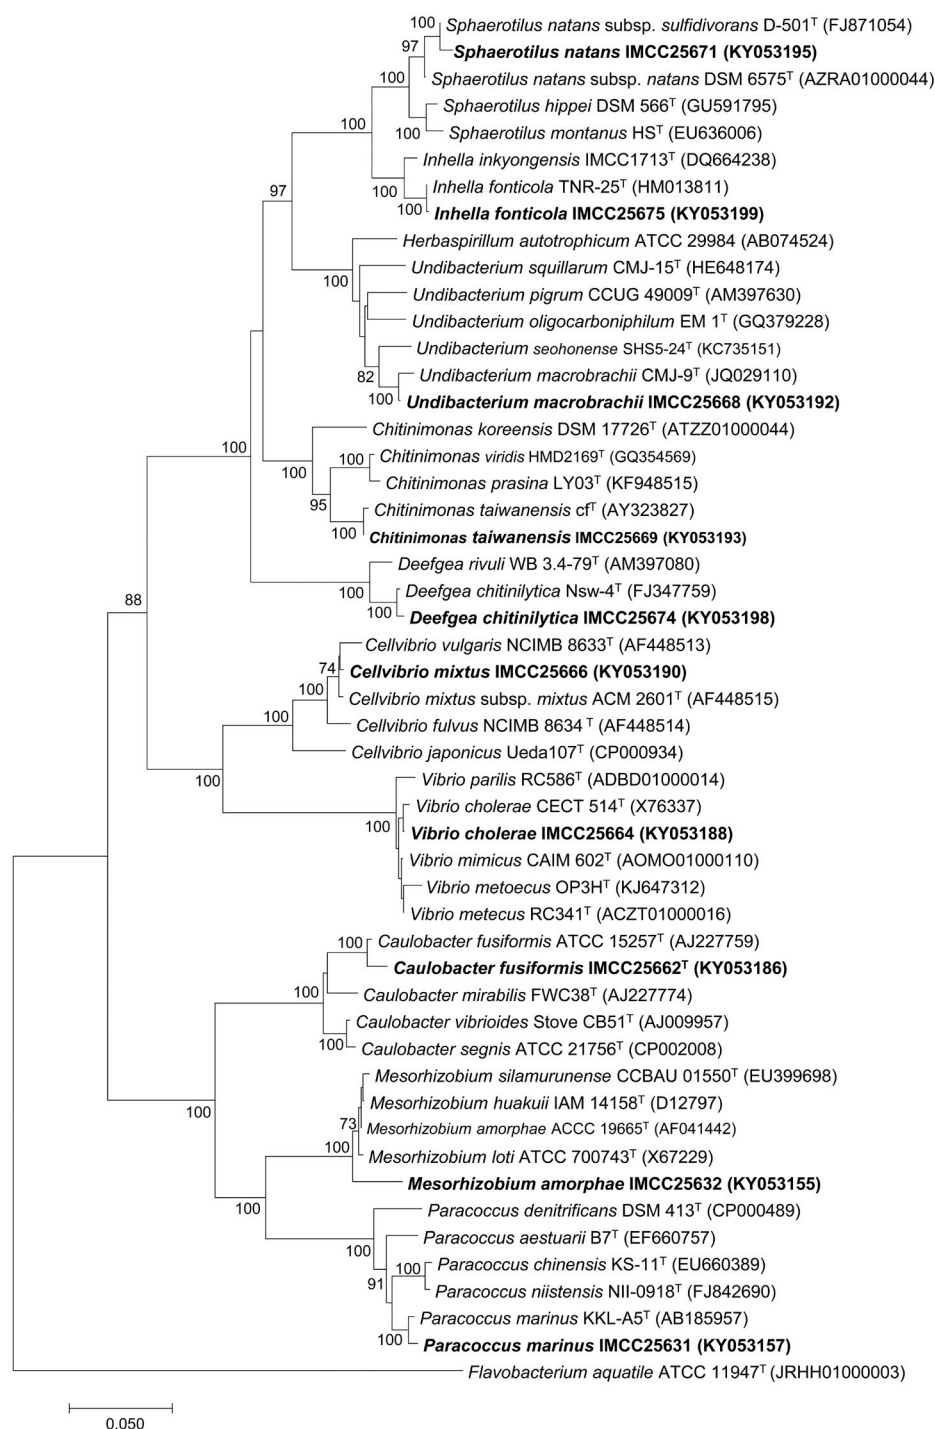 100 Sphaerotilus natans subsp. sulfidivorans D-501ᵀ (FJ871054)
97 Sphaerotilus natans IMCC25671 (KY053195)
100 Sphaerotilus natans subsp. natans DSM 6575ᵀ (AZRA01000044)
Sphaerotilus hippei DSM 566ᵀ (GU591795)
100 100 Sphaerotilus montanus HSᵀ (EU636006)
Inhella inkyongensis IMCC1713ᵀ (DQ664238)
97 100 Inhella fonticola TNR-25ᵀ (HM013811)
100 Inhella fonticola IMCC25675 (KY053199)
Herbaspirillum autotrophicum ATCC 29984 (AB074524)
100 Undibacterium squillarum CMJ-15ᵀ (HE648174)
Undibacterium pigrum CCUG 49009ᵀ (AM397630)
Undibacterium oligocarboniphilum EM 1ᵀ (GQ379228)
Undibacterium seohonense SHS5-24ᵀ (KC735151)
82 Undibacterium macrobrachii CMJ-9ᵀ (JQ029110)
100 Undibacterium macrobrachii IMCC25668 (KY053192)
Chitinimonas koreensis DSM 17726ᵀ (ATZZ01000044)
100 100 Chitinimonas viridis HMD2169ᵀ (GQ354569)
100 Chitinimonas prasina LY03ᵀ (KF948515)
95 Chitinimonas taiwanensis cfᵀ (AY323827)
100 Chitinimonas taiwanensis IMCC25669 (KY053193)
Deefgea rivuli WB 3.4-79ᵀ (AM397080)
100 Deefgea chitinilytica Nsw-4ᵀ (FJ347759)
88 100 Deefgea chitinilytica IMCC25674 (KY053198)
Cellvibrio vulgaris NCIMB 8633ᵀ (AF448513)
74 Cellvibrio mixtus IMCC25666 (KY053190)
100 Cellvibrio mixtus subsp. mixtus ACM 2601ᵀ (AF448515)
100 Cellvibrio fulvus NCIMB 8634 ᵀ (AF448514)
Cellvibrio japonicus Ueda107ᵀ (CP000934)
100 Vibrio parilis RC586ᵀ (ADBD01000014)
Vibrio cholerae CECT 514ᵀ (X76337)
100 Vibrio cholerae IMCC25664 (KY053188)
Vibrio mimicus CAIM 602ᵀ (AOMO01000110)
Vibrio metoecus OP3Hᵀ (KJ647312)
Vibrio metecus RC341ᵀ (ACZT01000016)
100 Caulobacter fusiformis ATCC 15257ᵀ (AJ227759)
Caulobacter fusiformis IMCC25662ᵀ (KY053186)
100 Caulobacter mirabilis FWC38ᵀ (AJ227774)
Caulobacter vibrioides Stove CB51ᵀ (AJ009957)
100 Caulobacter segnis ATCC 21756ᵀ (CP002008)
Mesorhizobium silamurunense CCBAU 01550ᵀ (EU399698)
100 Mesorhizobium huakuii IAM 14158ᵀ (D12797)
73 Mesorhizobium amorphae ACCC 19665ᵀ (AF041442)
100 Mesorhizobium loti ATCC 700743ᵀ (X67229)
Mesorhizobium amorphae IMCC25632 (KY053155)
100 Paracoccus denitrificans DSM 413ᵀ (CP000489)
100 Paracoccus aestuarii B7ᵀ (EF660757)
100 Paracoccus chinensis KS-11ᵀ (EU660389)
91 Paracoccus niistensis NII-0918ᵀ (FJ842690)
Paracoccus marinus KKL-A5ᵀ (AB185957)
100 Paracoccus marinus IMCC25631 (KY053157)
Flavobacterium aquatile ATCC 11947ᵀ (JRHH01000003)
0.050